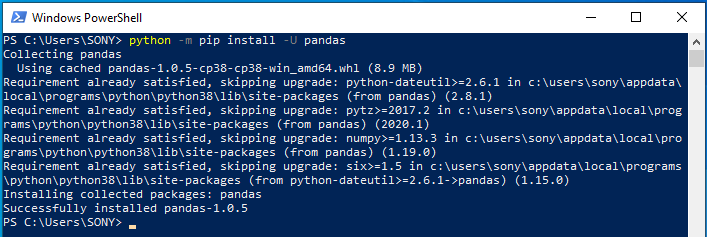 Windows PowerShell
PS C:\Users\SONY> python -m pip install -U pandas
Collecting pandas
  Using cached pandas-1.0.5-cp38-cp38-win_amd64.whl (8.9 MB)
Requirement already satisfied, skipping upgrade: python-dateutil>=2.6.1 in c:\users\sony\appdata\
local\programs\python\python38\lib\site-packages (from pandas) (2.8.1)
Requirement already satisfied, skipping upgrade: pytz>=2017.2 in c:\users\sony\appdata\local\prog
rams\python\python38\lib\site-packages (from pandas) (2020.1)
Requirement already satisfied, skipping upgrade: numpy>=1.13.3 in c:\users\sony\appdata\local\pro
grams\python\python38\lib\site-packages (from pandas) (1.19.0)
Requirement already satisfied, skipping upgrade: six>=1.5 in c:\users\sony\appdata\local\programs
\python\python38\lib\site-packages (from python-dateutil>=2.6.1->pandas) (1.15.0)
Installing collected packages: pandas
Successfully installed pandas-1.0.5
PS C:\Users\SONY>